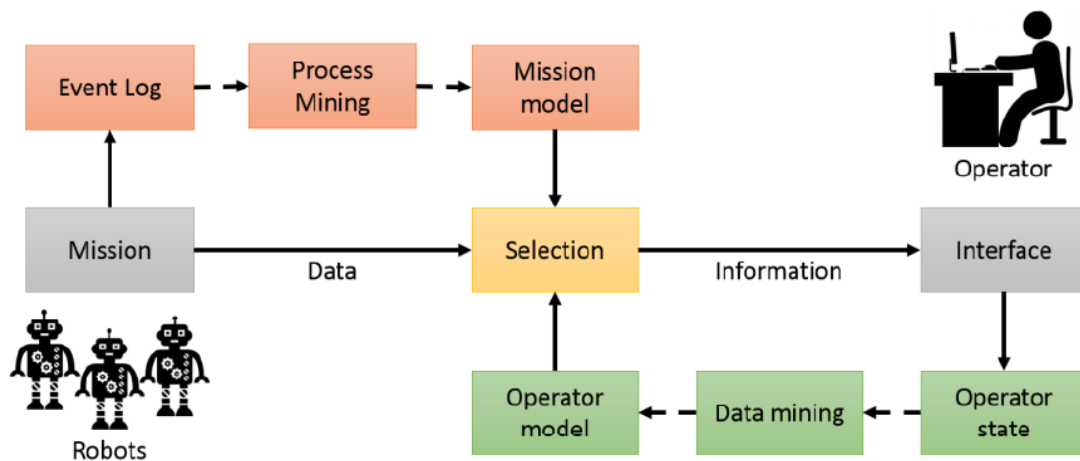 Event Log
Process
Mining
Mission
model
Operator
Mission
Data
Selection
Information
Interface
Robots
Operator
model
Data mining
Operator
state